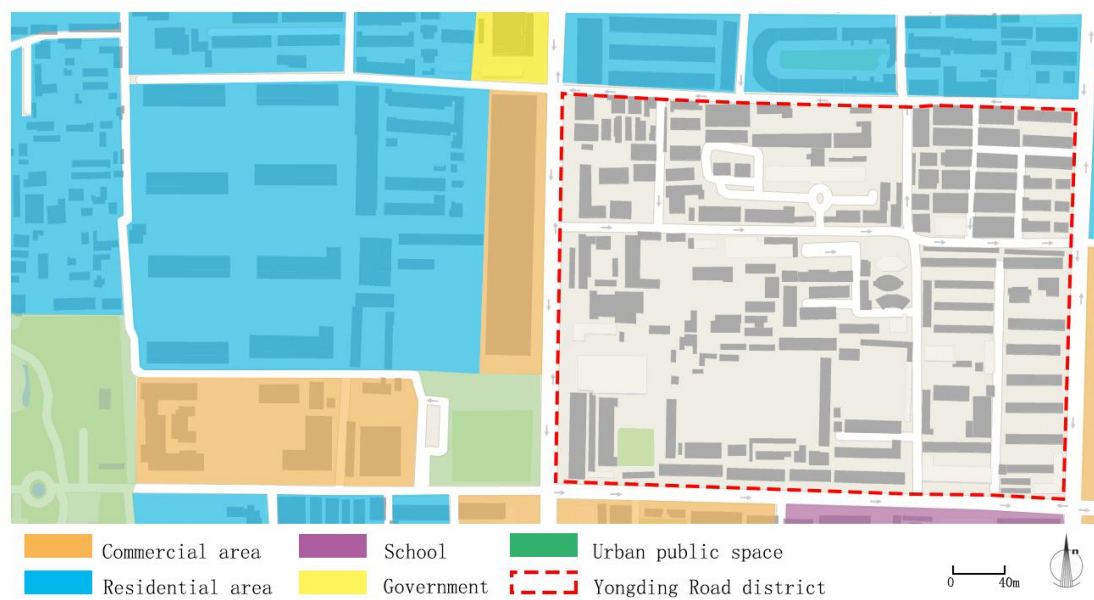 Commercial area
School
Urban public space
Residential area
Government
Yongding Road district
0 40m
n